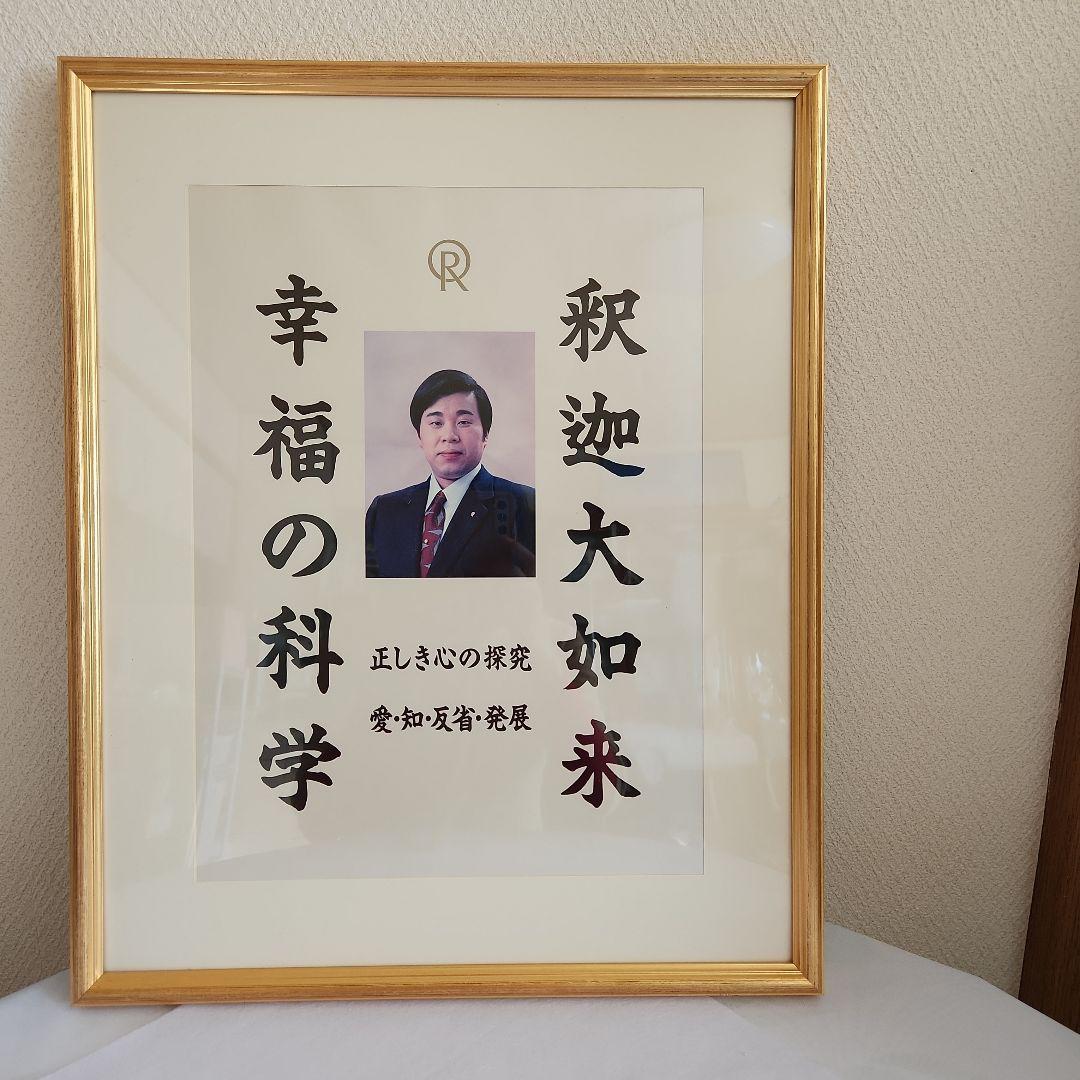 釈迦大如来
OR
正しき心の探究
愛・知・反省・発展
幸福の科学